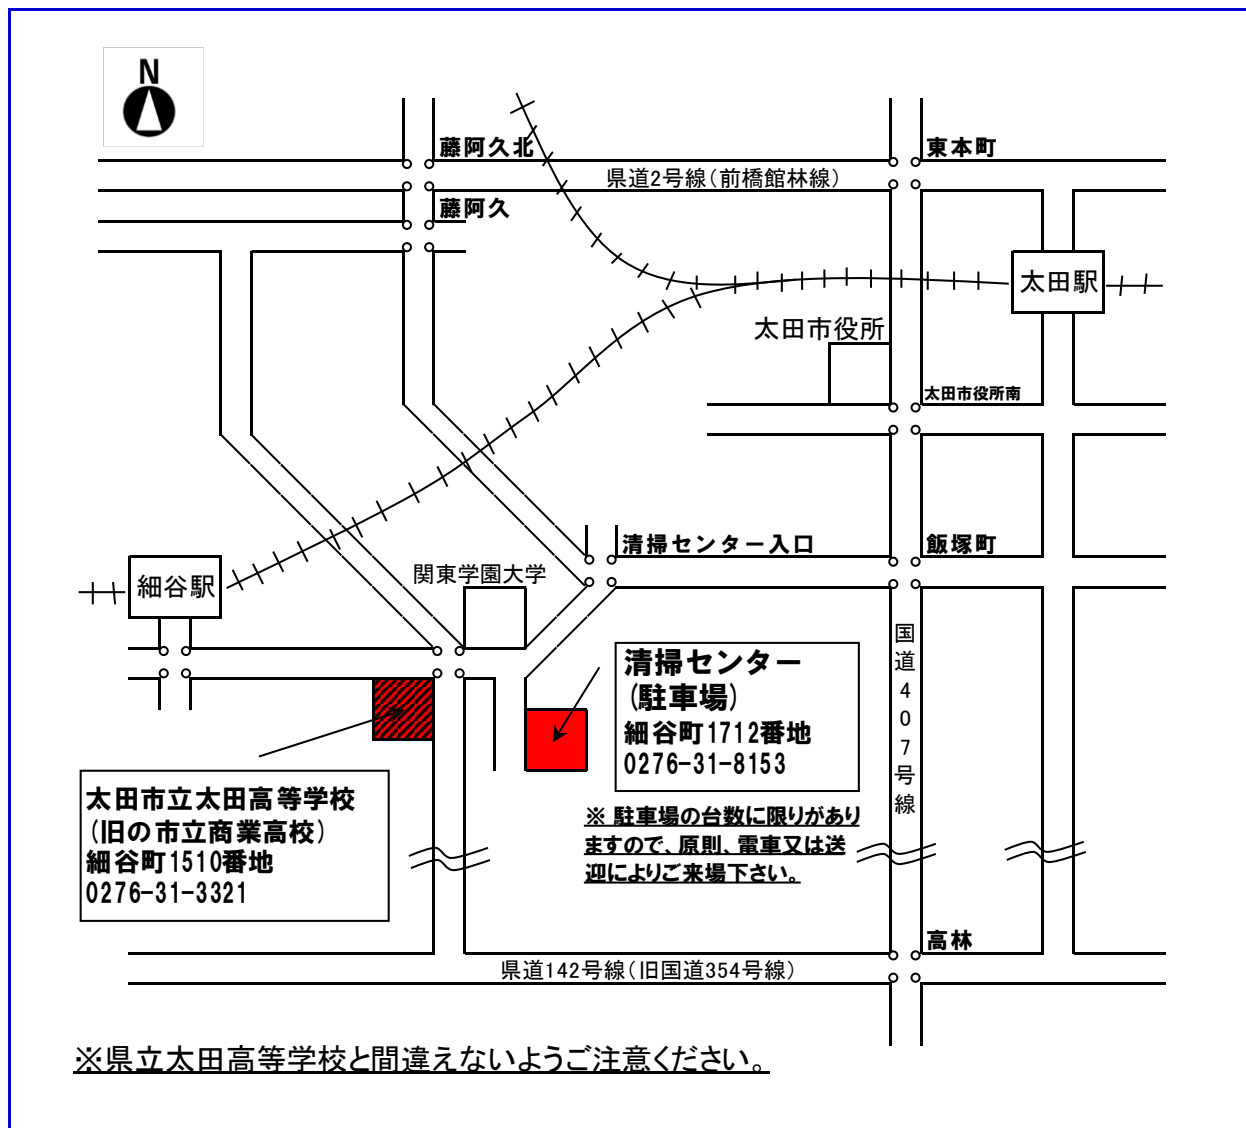 N
藤阿久北
東本町
県道2号線（前橋館林線）
藤阿久
太田駅
太田市役所
太田市役所南
清掃センター入口
飯塚町
関東学園大学
細谷駅
国道407号線
清掃センター
（駐車場）
細谷町1712番地
0276-31-8153
太田市立太田高等学校
（旧の市立商業高校）
細谷町1510番地
0276-31-3321
※ 駐車場の台数に限りがあり
ますので、原則、電車又は送
迎によりご来場下さい。
高林
県道142号線（旧国道354号線）
※県立太田高等学校と間違えないようご注意ください。